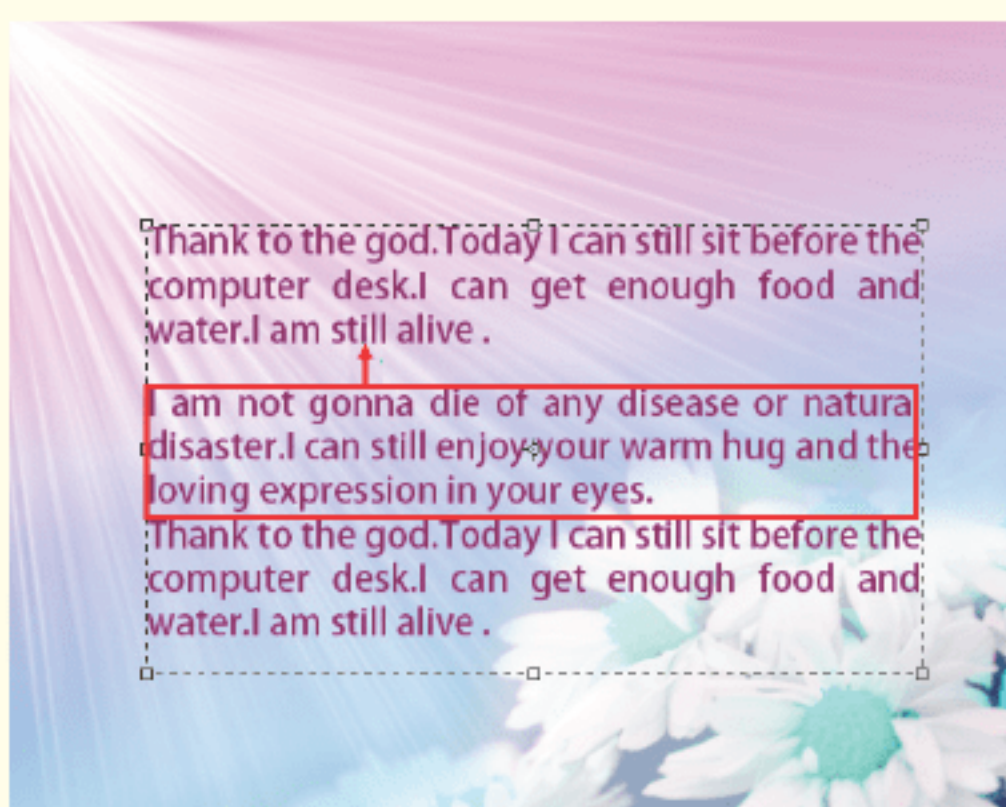 Thank to the god.Today I can still sit before the
computer desk.I can get enough food and
water.I am still alive .
I am not gonna die of any disease or natura
disaster.I can still enjoy your warm hug and the
loving expression in your eyes.
Thank to the god.Today I can still sit before the
computer desk.I can get enough food and
water.I am still alive .